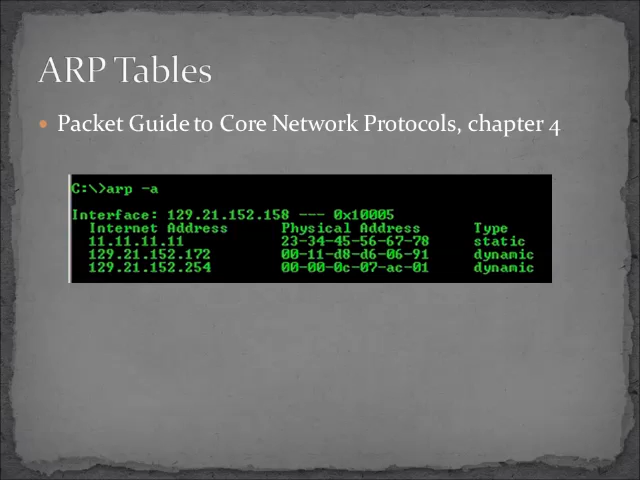 ARP Tables
Packet Guide to Core Network Protocols, chapter 4
C:\>arp -a
Interface: 129.21.152.158 --- 0x10005
Internet Address Physical Address Type
11.11.11.11 23-34-45-56-67-78 static
129.21.152.172 00-11-d8-d6-06-91 dynamic
129.21.152.254 00-00-0c-07-ac-01 dynamic